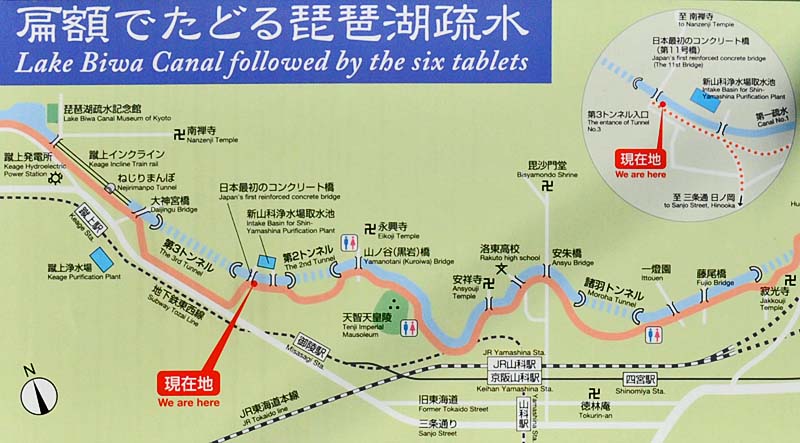 扁額でたどる琵琶湖疏水
Lake Biwa Canal followed by the six tablets
至 南禅寺
to Nanzenji Temple
日本最初のコンクリート橋
(第11号橋)
Japan's first reinforced concrete bridge
(The 11st Bridge)
新山科浄水場取水池
Intake Basin for Shin-
Yamashina Purification Plant
第3トンネル入口
The entance of Tunnel
No.3
第一疏水
Canal No.1
現在地
We are here
至 三条通 日ノ岡
to Sanjo Street, Hinooka
琵琶湖疏水記念館
Lake Biwa Canal Museum of Kyoto
南禅寺
Nanzenji Temple
蹴上発電所
Keage Hydroelectric
Power Station
蹴上インクライン
Keage Incline Train rail
ねじりまんぽ
Nejirimanpo Tunnel
大神宮橋
Daijingu Bridge
蹴上駅
Keage Sta.
蹴上浄水場
Keage Purification Plant
第3トンネル
The 3rd Tunnel
地下鉄東西線
Subway Tozai Line
日本最初のコンクリート橋
Japan's first reinforced concrete bridge
新山科浄水場取水池
Intake Basin for Shin-
Yamashina Purification Plant
第2トンネル
The 2nd Tunnel
永興寺
Eikoji Temple
山ノ谷(黒岩)橋
Yamanotani (Kuroiwa) Bridge
天智天皇陵
Tenji Imperial
Mausoleum
毘沙門堂
Bisyamondo Shrine
洛東高校
Rakuto high school
安祥寺
Ansyouji
Temple
安朱橋
Ansyu Bridge
諸羽トンネル
Moroha Tunnel
一燈園
Ittouen
藤尾橋
Fujio Bridge
寂光寺
Jakkouji
Temple
Hu
御陵駅
Misasagi Sta.
現在地
We are here
N
JR東海道本線
JR Tokaido line
JR Yamashina Sta.
JR山科駅
京阪山科駅
Keihan Yamashina Sta.
四宮駅
Shinomiya Sta.
旧東海道
Former Tokaido Street
三条通り
Sanjo Street
山科駅
Yamashina Sta.
徳林庵
Tokurin-an